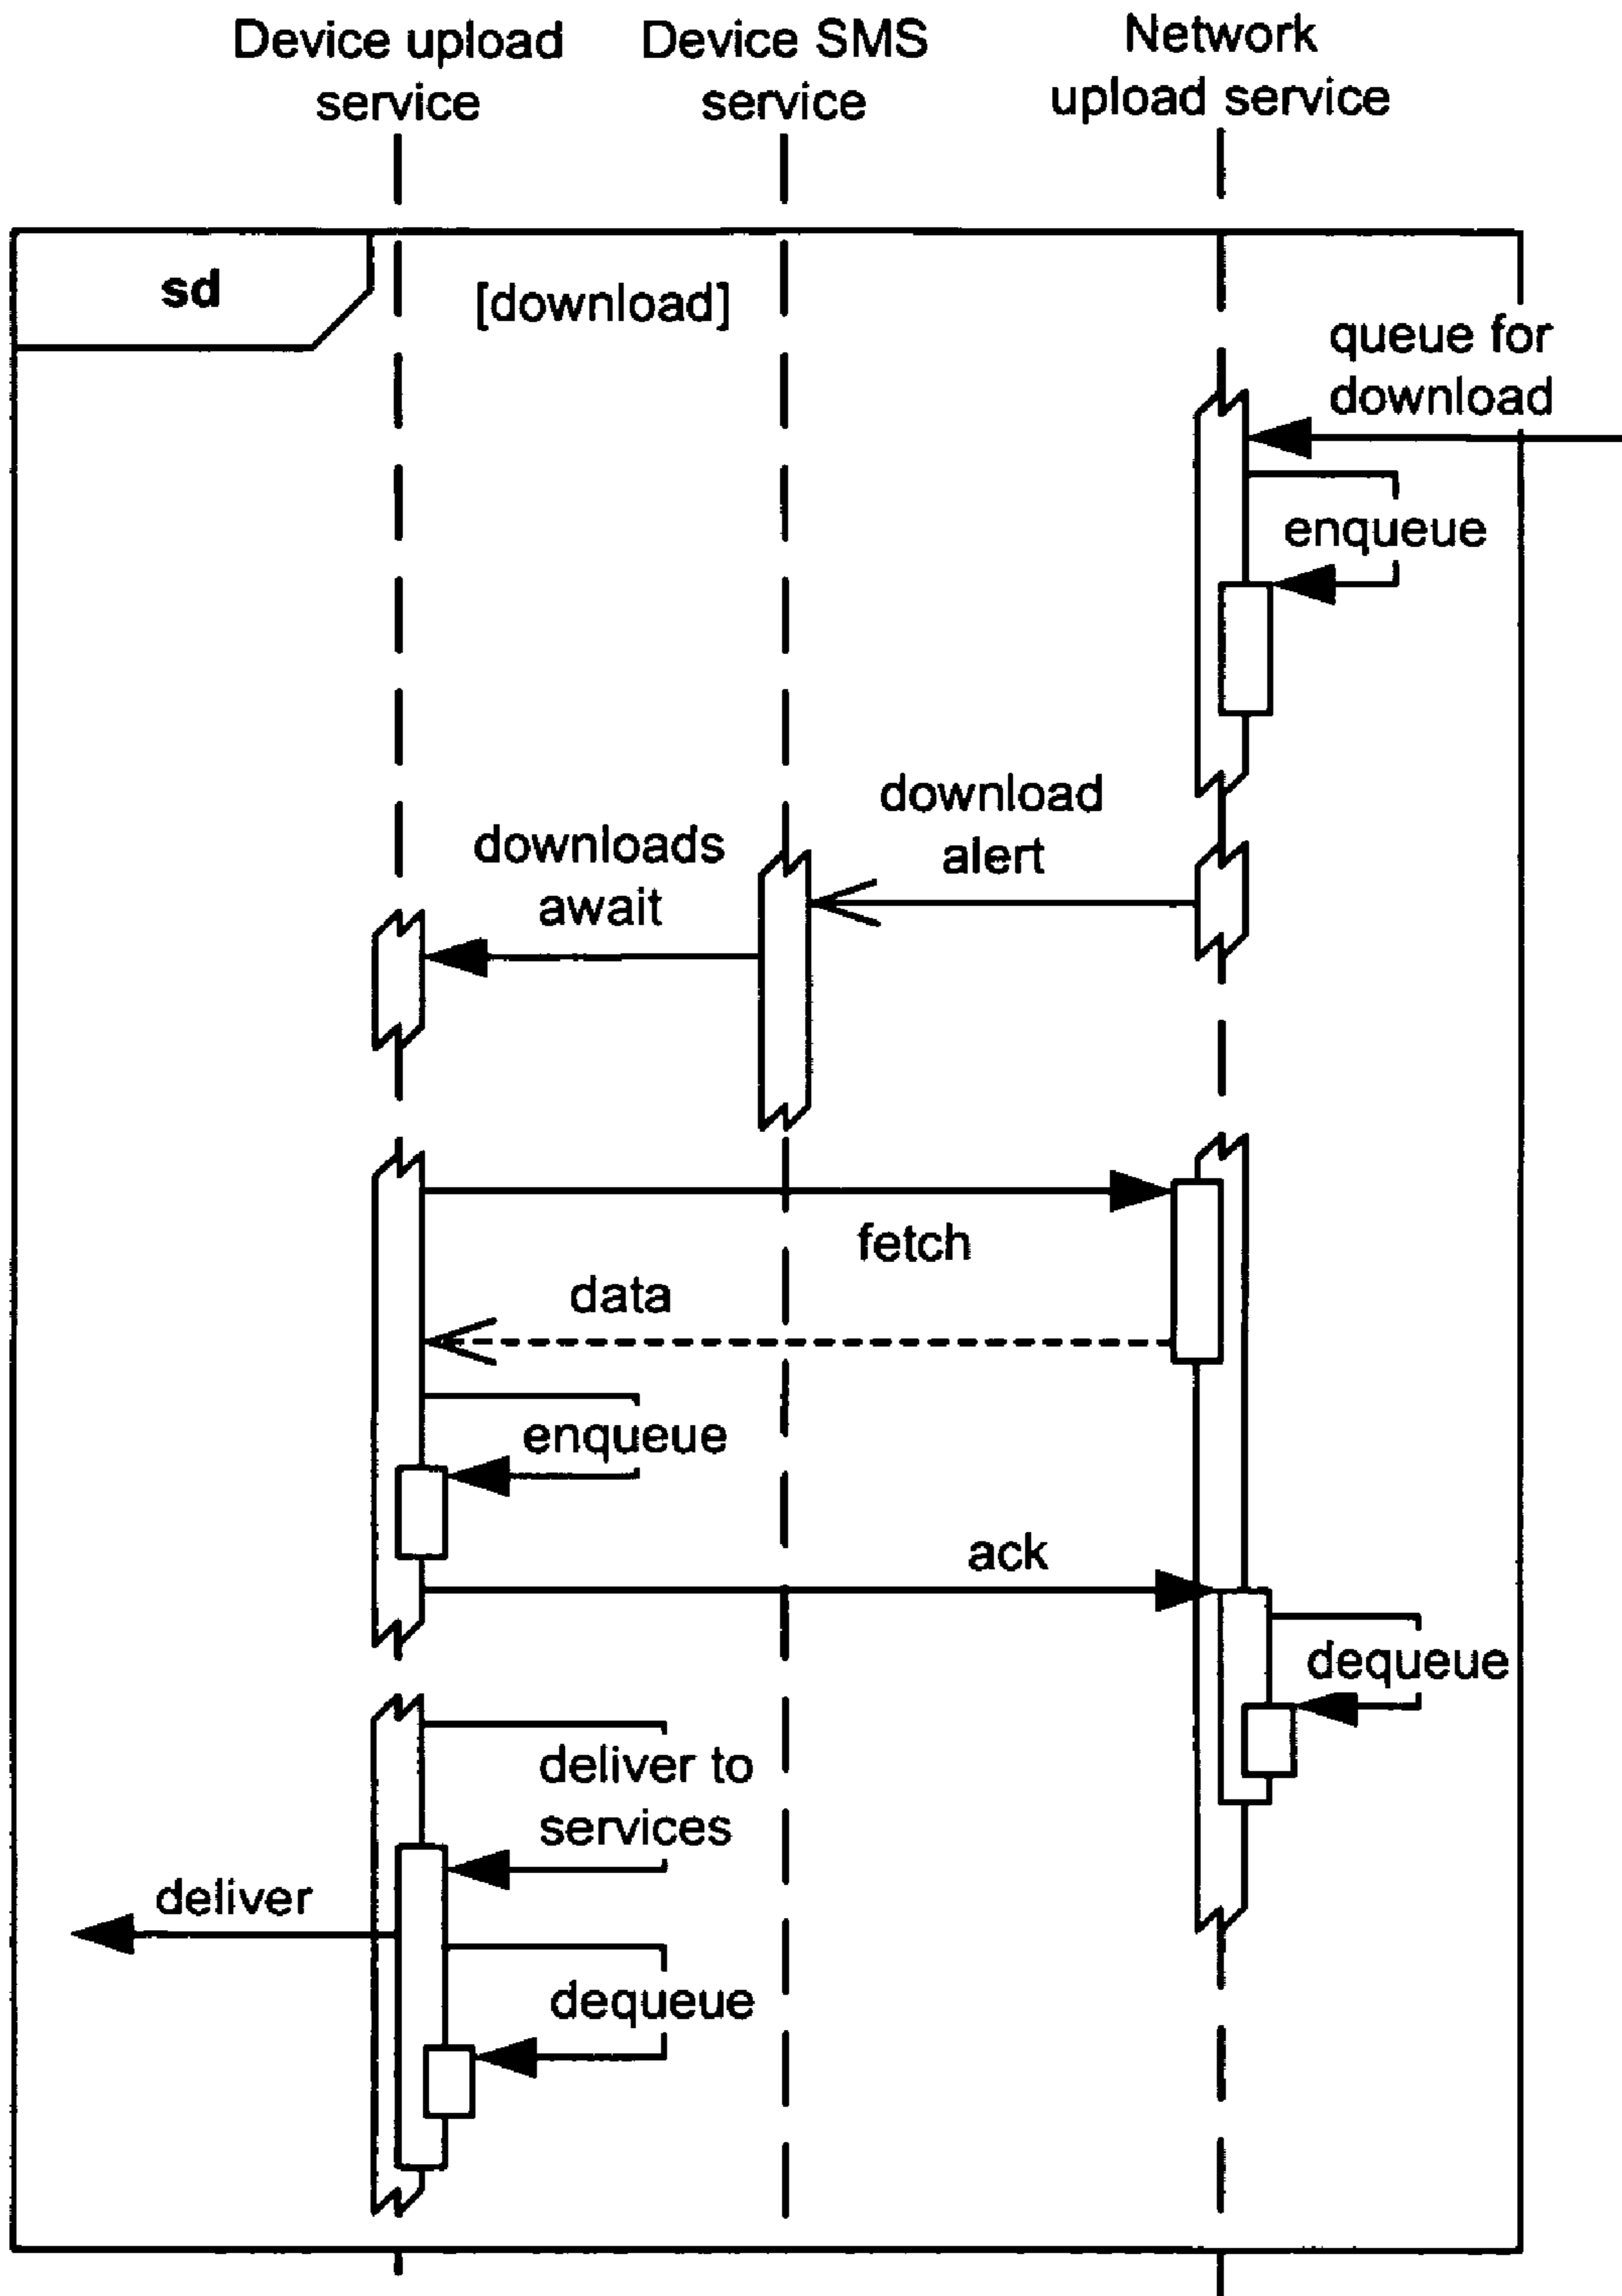 Device upload
service
Device SMS
service
Network
upload service
sd
[download]
queue for
download
enqueue
download
alert
downloads
await
fetch
data
enqueue
ack
dequeue
deliver to
services
deliver
dequeue